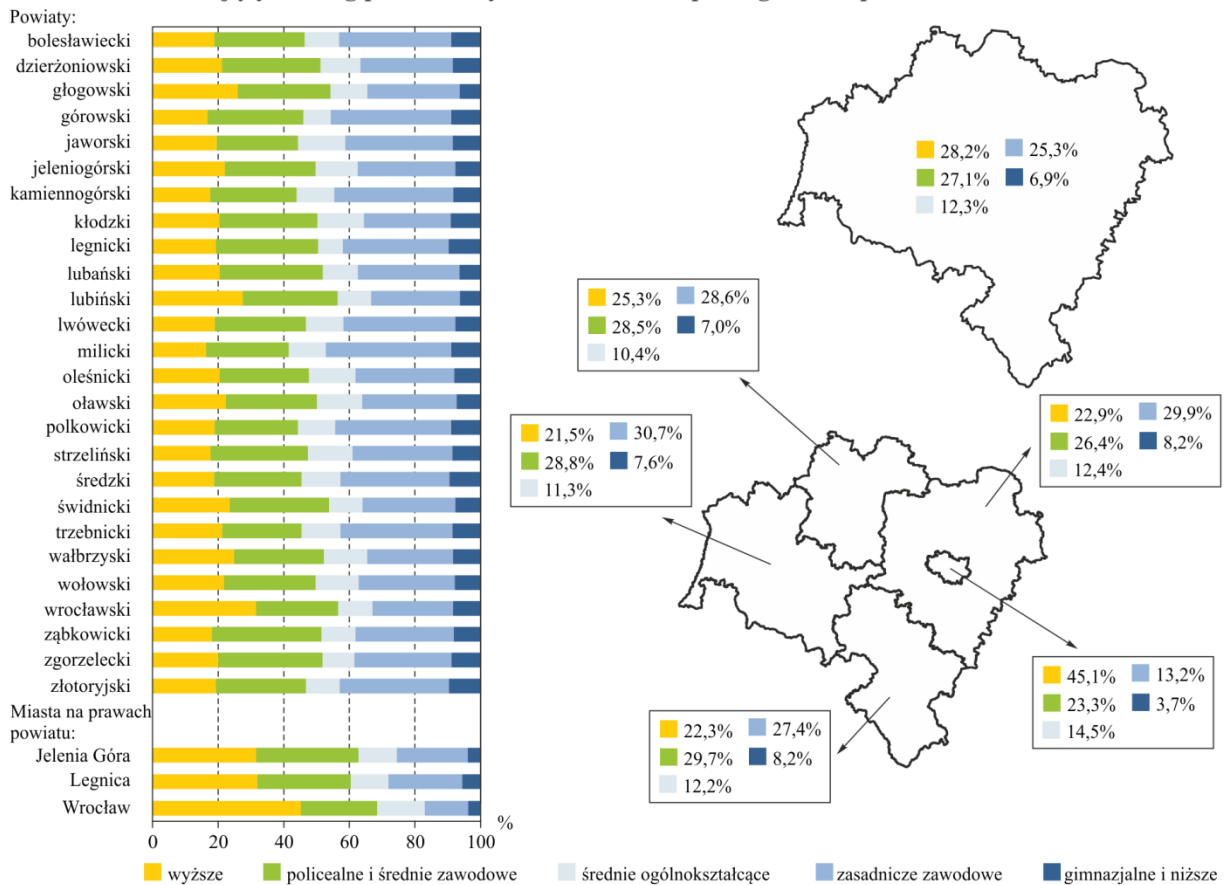 Powiaty:
bolesławiecki
dzierżoniowski
głogowski
górowski
jaworski
jeleniogórski
kamiennogórski
kłodzki
legnicki
lubański
lubiński
lwówecki
milicki
oleśnicki
oławski
polkowicki
strzeliński
średzki
świdnicki
trzebnicki
wałbrzyski
wołowski
wrocławski
ząbkowicki
zgorzelecki
złotoryjski
Miasta na prawach
powiatu:
Jelenia Góra
Legnica
Wrocław
0 20 40 60 80 100
%
28,2% 25,3%
27,1% 6,9%
12,3%
25,3% 28,6%
28,5% 7,0%
10,4%
21,5% 30,7%
28,8% 7,6%
11,3%
22,9% 29,9%
26,4% 8,2%
12,4%
45,1% 13,2%
23,3% 3,7%
14,5%
22,3% 27,4%
29,7% 8,2%
12,2%
wyższe policealne i średnie zawodowe średnie ogólnokształcące zasadnicze zawodowe gimnazjalne i niższe